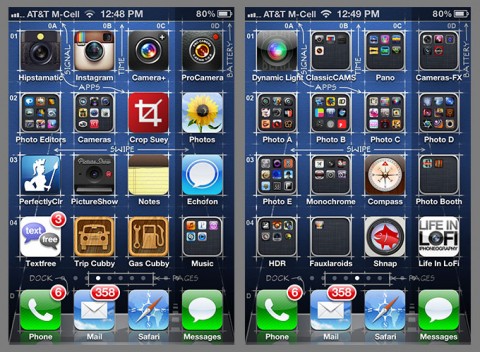 AT&T M-Cell 12:48 PM 80%
0A 0B 0C 0D
01
SIGNAL
TIME
BATTERY
Hipstamatic Instagram Camera+ ProCamera
APPS
02
Photo Editors Cameras Crop Suey Photos
SWIPE
03
PerfectlyClr PictureShow Notes Echofon
04
text free
3
Textfree Trip Cubby Gas Cubby Music
DOCK PAGES
D
6 358
Phone Mail Safari Messages
AT&T M-Cell 12:49 PM 80%
0A 0B 0C 0D
01
SIGNAL
TIME
BATTERY
Dynamic Light ClassicCAMS Pano Cameras-FX
APPS
02
Photo A Photo B Photo C Photo D
SWIPE
03
Photo E Monochrome Compass Photo Booth
04
LIFE IN LOFI
HDR Fauxlaroids Shnap Life In LoFi
DOCK PAGES
D
6 358
Phone Mail Safari Messages